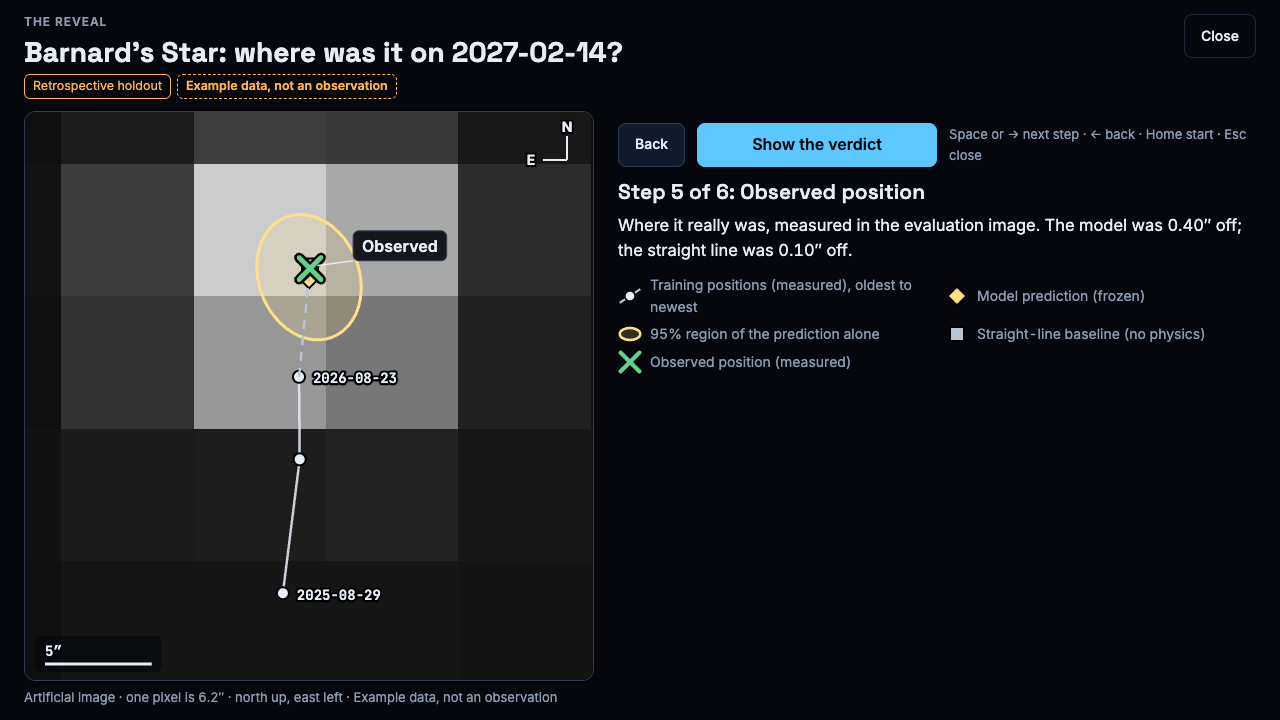 THE REVEAL
Barnard's Star: where was it on 2027-02-14?
Close
Retrospective holdout
Example data, not an observation
N
E
Observed
2026-08-23
2025-08-29
5″
Artificial image · one pixel is 6.2″ · north up, east left · Example data, not an observation
Back
Show the verdict
Space or → next step · ← back · Home start · Esc
close
Step 5 of 6: Observed position
Where it really was, measured in the evaluation image. The model was 0.40″ off;
the straight line was 0.10″ off.
Training positions (measured), oldest to
newest
Model prediction (frozen)
95% region of the prediction alone
Straight-line baseline (no physics)
Observed position (measured)